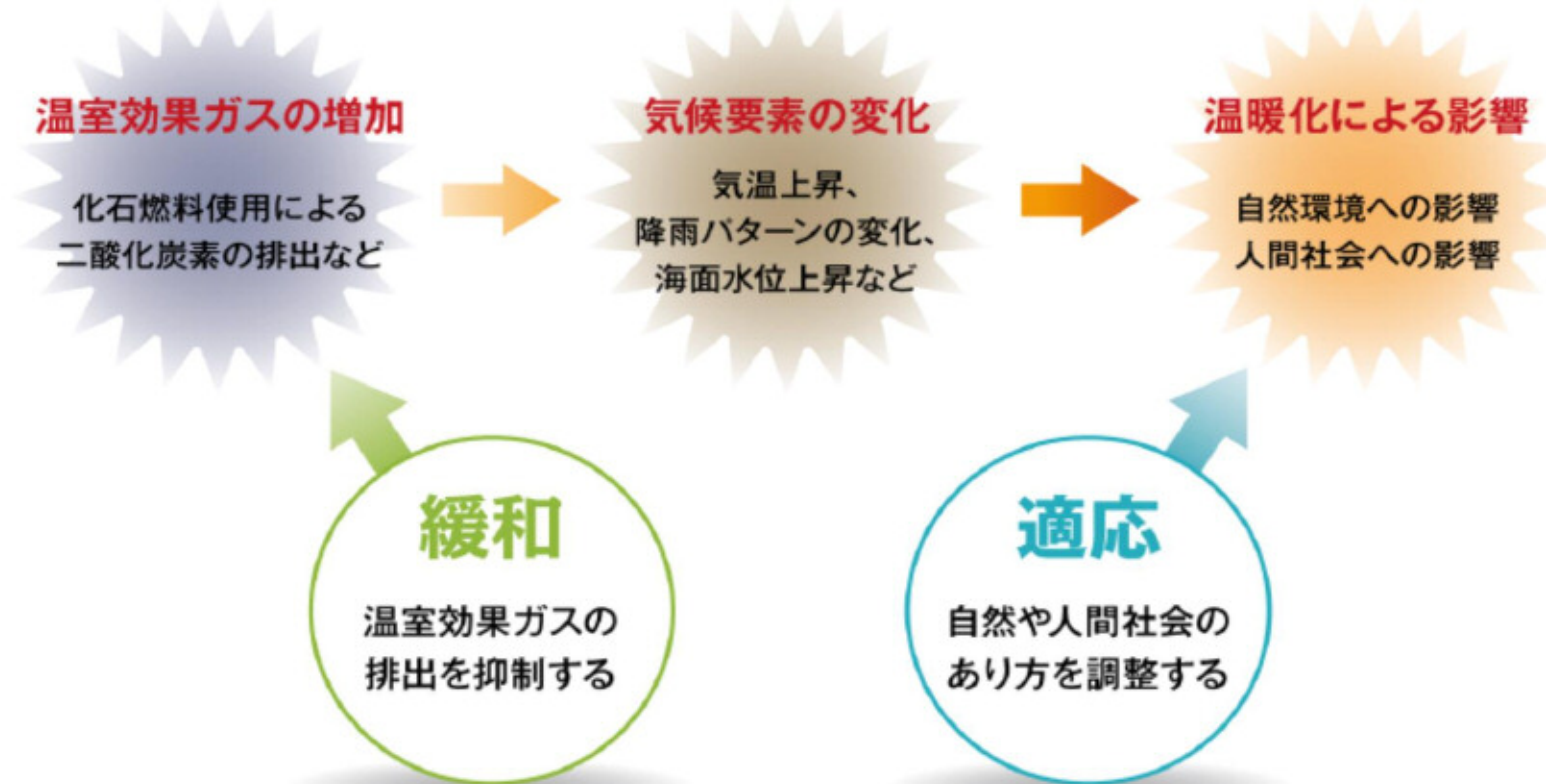 温室効果ガスの増加
化石燃料使用による
二酸化炭素の排出など
気候要素の変化
気温上昇、
降雨パターンの変化、
海面水位上昇など
温暖化による影響
自然環境への影響
人間社会への影響
緩和
温室効果ガスの
排出を抑制する
適応
自然や人間社会の
あり方を調整する